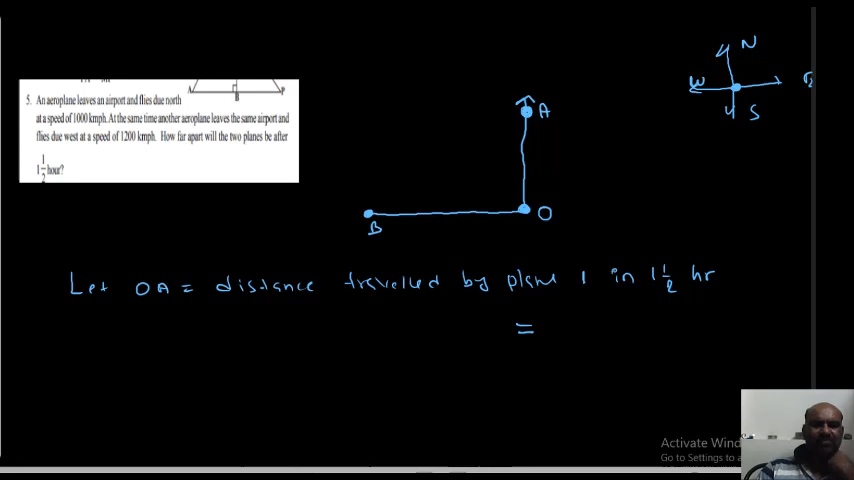 A
B
P
5. An aeroplane leaves an airport and flies due north
at a speed of 1000 kmph. At the same time another aeroplane leaves the same airport and
flies due west at a speed of 1200 kmph. How far apart will the two planes be after
1 1/2 hour?
N
W
S
A
O
B
Let OA = distance travelled by plane 1 in 1 1/2 hr
=
Activate Wind
Go to Settings to a